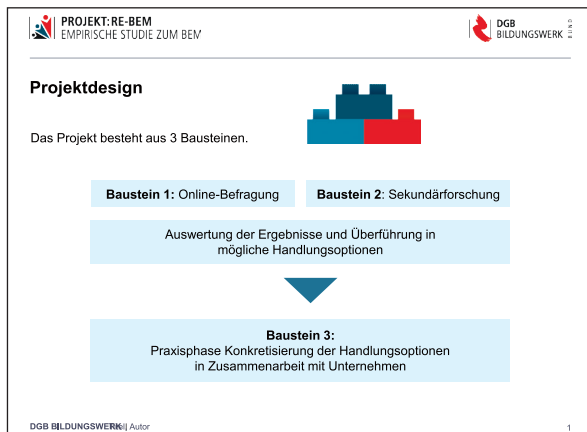 PROJEKT: RE-BEM
EMPIRISCHE STUDIE ZUM BEM
DGB
BILDUNGSWERK
BUND
Projektdesign
Das Projekt besteht aus 3 Bausteinen.
Baustein 1: Online-Befragung
Baustein 2: Sekundärforschung
Auswertung der Ergebnisse und Überführung in
mögliche Handlungsoptionen
Baustein 3:
Praxisphase Konkretisierung der Handlungsoptionen
in Zusammenarbeit mit Unternehmen
DGB BILDUNGSWERK | Autor
1